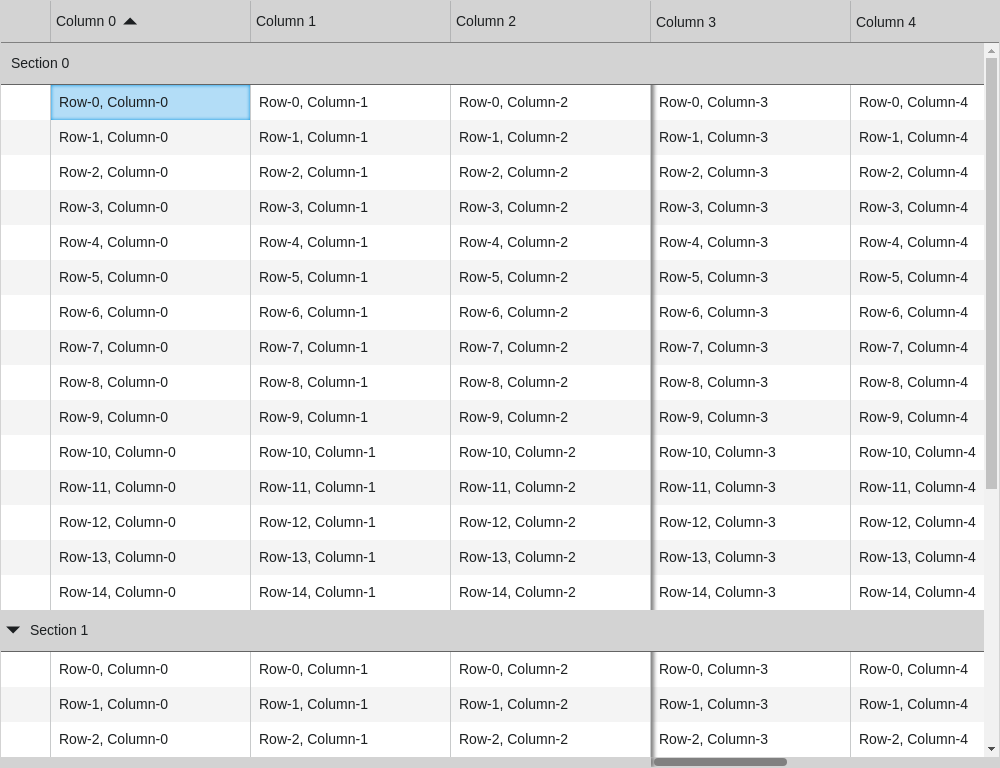 Column 0 Column 1 Column 2 Column 3 Column 4
Section 0
Row-0, Column-0 Row-0, Column-1 Row-0, Column-2 Row-0, Column-3 Row-0, Column-4
Row-1, Column-0 Row-1, Column-1 Row-1, Column-2 Row-1, Column-3 Row-1, Column-4
Row-2, Column-0 Row-2, Column-1 Row-2, Column-2 Row-2, Column-3 Row-2, Column-4
Row-3, Column-0 Row-3, Column-1 Row-3, Column-2 Row-3, Column-3 Row-3, Column-4
Row-4, Column-0 Row-4, Column-1 Row-4, Column-2 Row-4, Column-3 Row-4, Column-4
Row-5, Column-0 Row-5, Column-1 Row-5, Column-2 Row-5, Column-3 Row-5, Column-4
Row-6, Column-0 Row-6, Column-1 Row-6, Column-2 Row-6, Column-3 Row-6, Column-4
Row-7, Column-0 Row-7, Column-1 Row-7, Column-2 Row-7, Column-3 Row-7, Column-4
Row-8, Column-0 Row-8, Column-1 Row-8, Column-2 Row-8, Column-3 Row-8, Column-4
Row-9, Column-0 Row-9, Column-1 Row-9, Column-2 Row-9, Column-3 Row-9, Column-4
Row-10, Column-0 Row-10, Column-1 Row-10, Column-2 Row-10, Column-3 Row-10, Column-4
Row-11, Column-0 Row-11, Column-1 Row-11, Column-2 Row-11, Column-3 Row-11, Column-4
Row-12, Column-0 Row-12, Column-1 Row-12, Column-2 Row-12, Column-3 Row-12, Column-4
Row-13, Column-0 Row-13, Column-1 Row-13, Column-2 Row-13, Column-3 Row-13, Column-4
Row-14, Column-0 Row-14, Column-1 Row-14, Column-2 Row-14, Column-3 Row-14, Column-4
Section 1
Row-0, Column-0 Row-0, Column-1 Row-0, Column-2 Row-0, Column-3 Row-0, Column-4
Row-1, Column-0 Row-1, Column-1 Row-1, Column-2 Row-1, Column-3 Row-1, Column-4
Row-2, Column-0 Row-2, Column-1 Row-2, Column-2 Row-2, Column-3 Row-2, Column-4